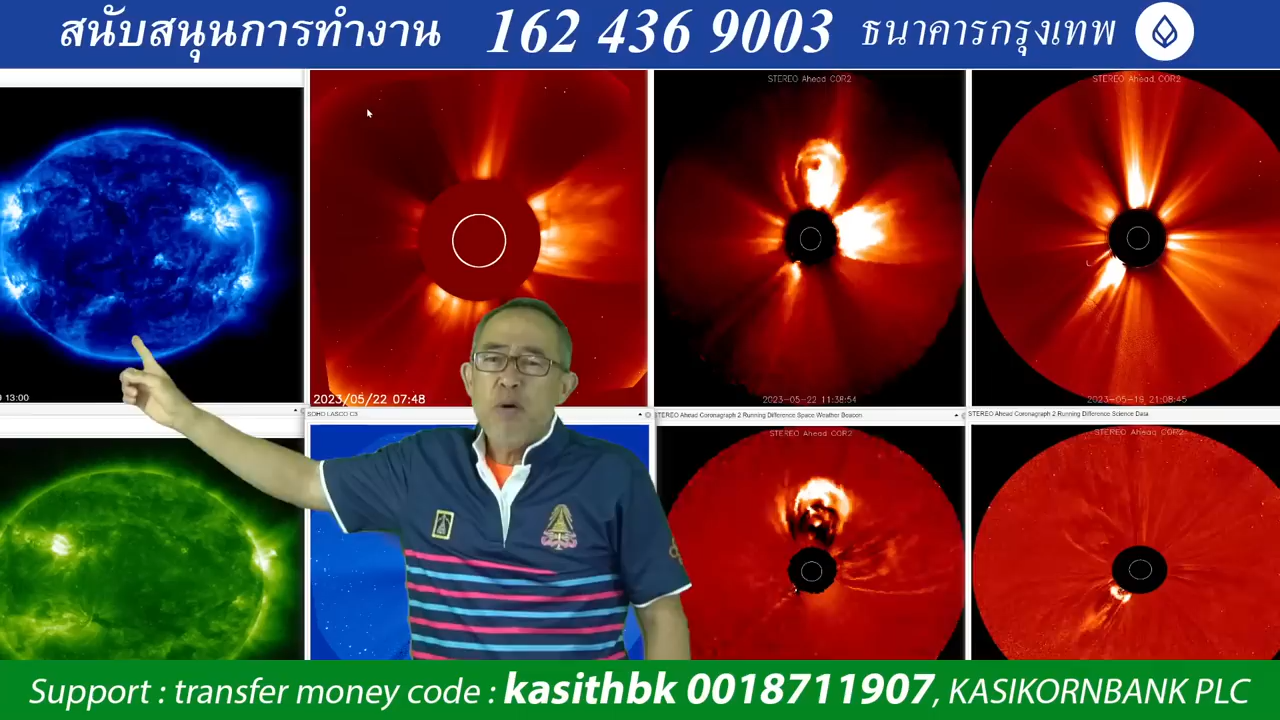 สนับสนุนการทำงาน 162 436 9003 ธนาคารกรุงเทพ
STEREO Ahead COR2
STEREO Ahead COR2
13:00
2023/05/22 07:48
2023-05-22 11:38:54
2023-05-19 21:08:45
SOHO LASCO C3
STEREO Ahead Coronagraph 2 Running Difference Space Weather Beacon
STEREO Ahead Coronagraph 2 Running Difference Science Data
STEREO Ahead COR2
STEREO Ahead COR2
Support : transfer money code : kasithbk 0018711907, KASIKORNBANK PLC